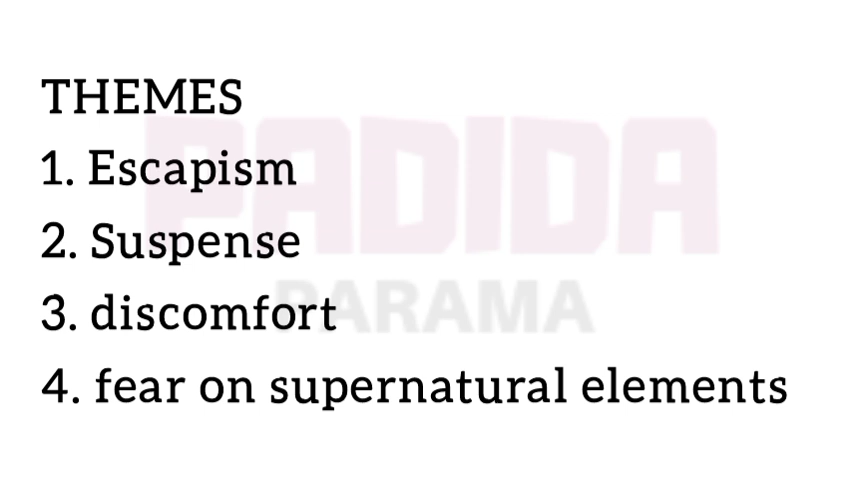 THEMES
PADIDA
1. Escapism
2. Suspense
PARAMA
3. discomfort
4. fear on supernatural elements